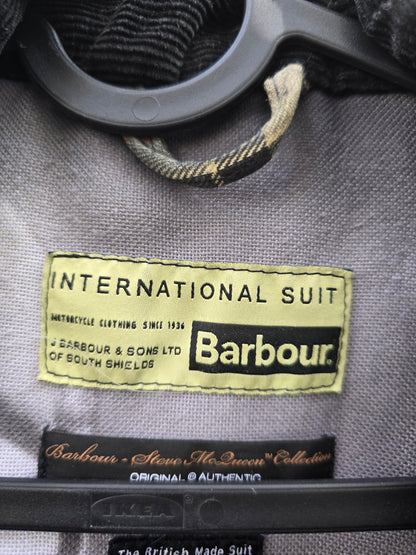 INTERNATIONAL SUIT
MOTORCYCLE CLOTHING SINCE 1936
J BARBOUR & SONS LTD
OF SOUTH SHIELDS
Barbour
Barbour - Steve McQueen™ Collection
ORIGINAL & AUTHENTIC
IKEA
The British Made Suit